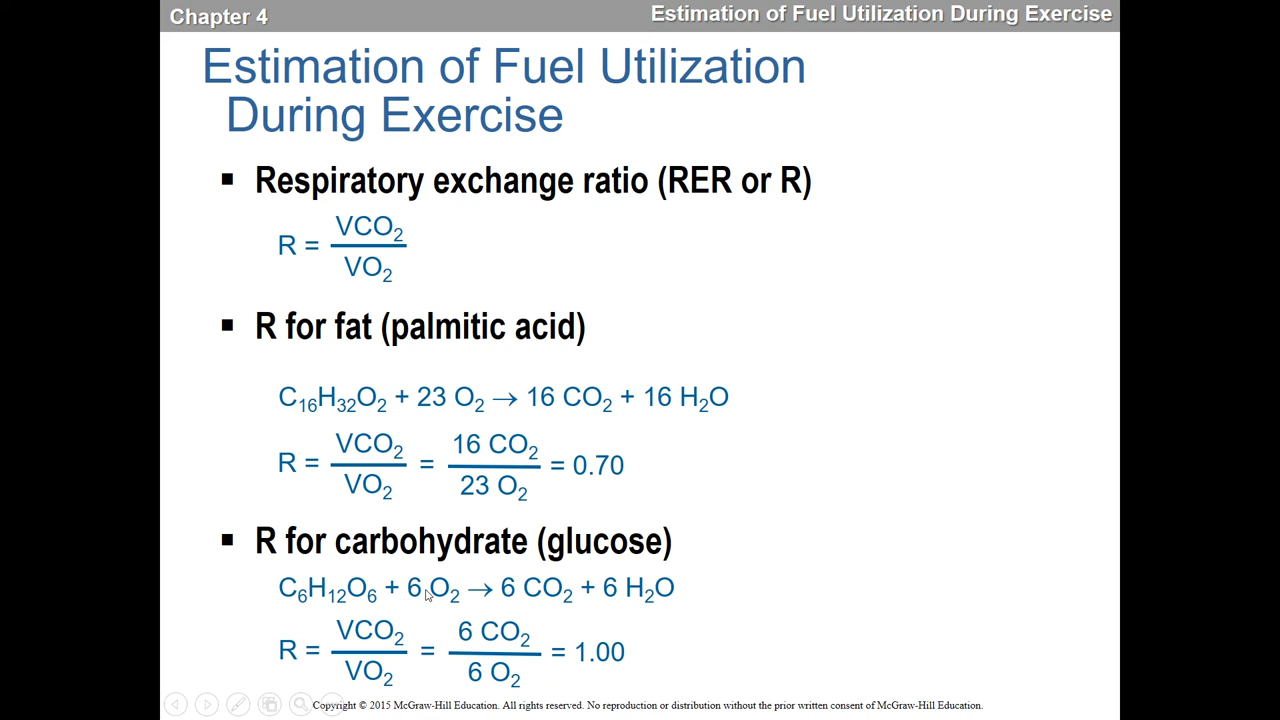 Chapter 4
Estimation of Fuel Utilization During Exercise
Estimation of Fuel Utilization
During Exercise
▪ Respiratory exchange ratio (RER or R)
R = VCO₂ / VO₂
▪ R for fat (palmitic acid)
C₁₆H₃₂O₂ + 23 O₂ → 16 CO₂ + 16 H₂O
R = VCO₂ / VO₂ = 16 CO₂ / 23 O₂ = 0.70
▪ R for carbohydrate (glucose)
C₆H₁₂O₆ + 6 O₂ → 6 CO₂ + 6 H₂O
R = VCO₂ / VO₂ = 6 CO₂ / 6 O₂ = 1.00
Copyright © 2015 McGraw-Hill Education. All rights reserved. No reproduction or distribution without the prior written consent of McGraw-Hill Education.